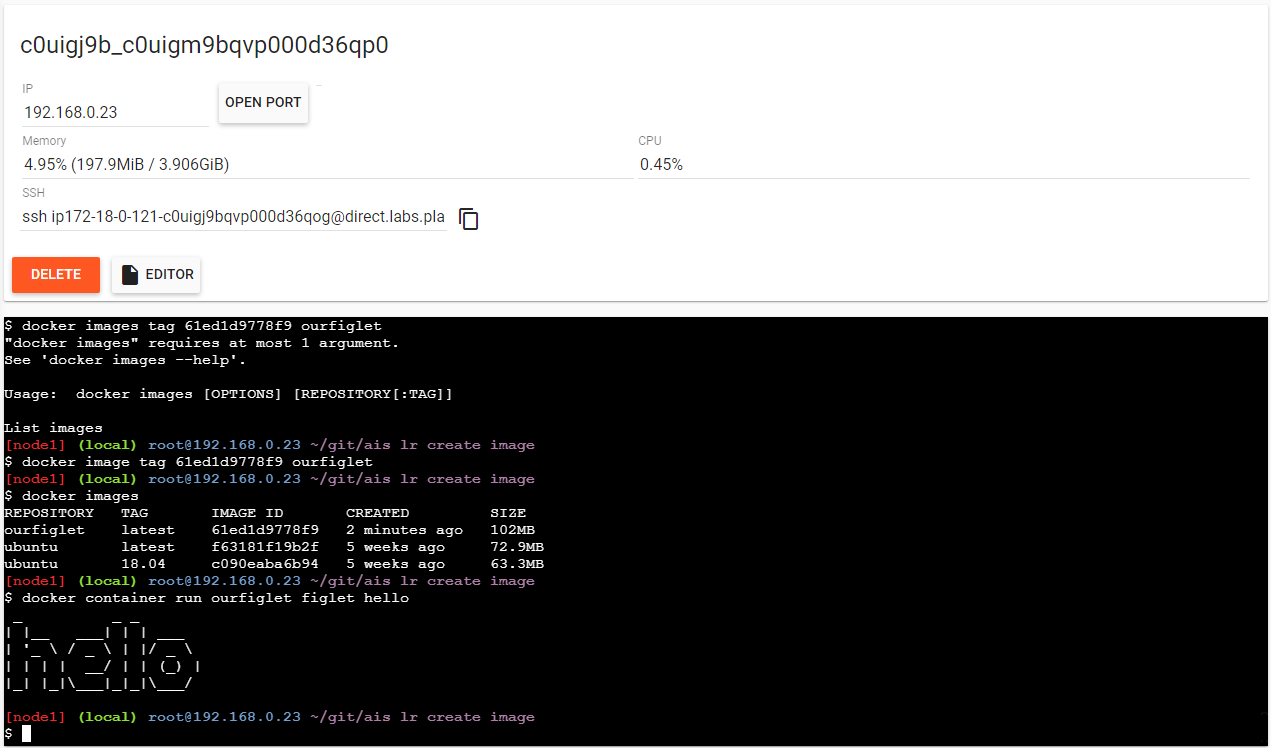 c0uigj9b_c0uigm9bqvp000d36qp0
IP
192.168.0.23
OPEN PORT
Memory
4.95% (197.9MiB / 3.906GiB)
CPU
0.45%
SSH
ssh ip172-18-0-121-c0uigj9bqvp000d36qog@direct.labs.pla
DELETE
EDITOR
$ docker images tag 61ed1d9778f9 ourfiglet
"docker images" requires at most 1 argument.
See 'docker images --help'.
Usage:  docker images [OPTIONS] [REPOSITORY[:TAG]]
List images
[node1] (local) root@192.168.0.23 ~/git/ais lr create image
$ docker image tag 61ed1d9778f9 ourfiglet
[node1] (local) root@192.168.0.23 ~/git/ais lr create image
$ docker images
REPOSITORY   TAG       IMAGE ID       CREATED         SIZE
ourfiglet    latest    61ed1d9778f9   2 minutes ago   102MB
ubuntu       latest    f63181f19b2f   5 weeks ago     72.9MB
ubuntu       18.04     c090eaba6b94   5 weeks ago     63.3MB
[node1] (local) root@192.168.0.23 ~/git/ais lr create image
$ docker container run ourfiglet figlet hello
hello
[node1] (local) root@192.168.0.23 ~/git/ais lr create image
$